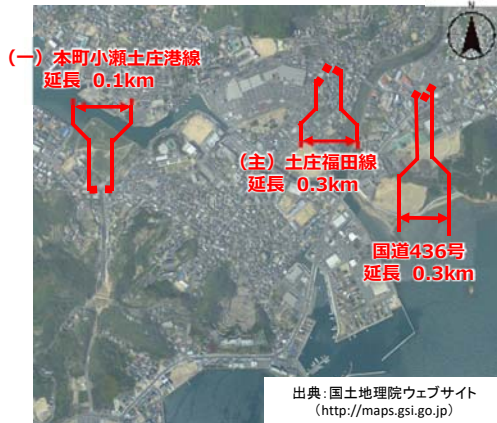 N
(一)本町小瀬土庄港線
延長 0.1km
(主)土庄福田線
延長 0.3km
国道436号
延長 0.3km
出典:国土地理院ウェブサイト
(http://maps.gsi.go.jp)